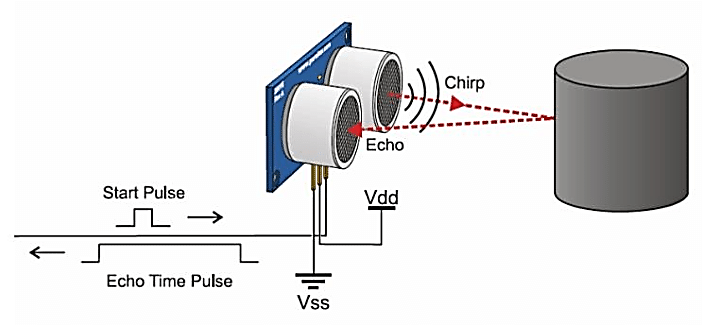 Chirp
Echo
Start Pulse
Vdd
Echo Time Pulse
Vss